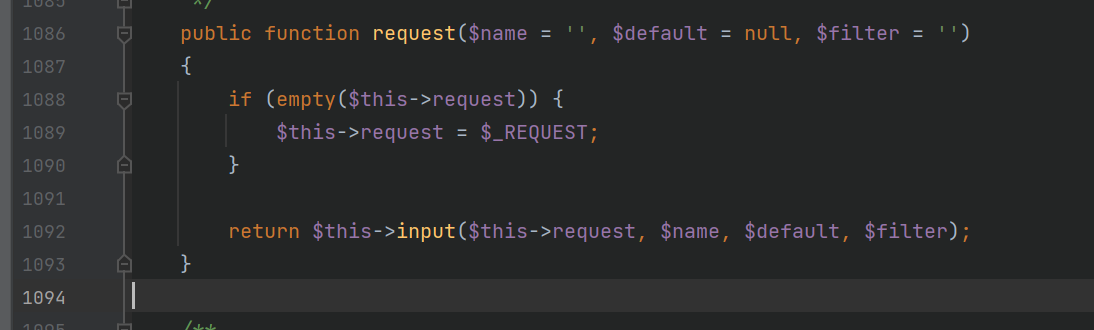 1085 */
1086 public function request($name = '', $default = null, $filter = '')
1087 {
1088 if (empty($this->request)) {
1089 $this->request = $_REQUEST;
1090 }
1091
1092 return $this->input($this->request, $name, $default, $filter);
1093 }
1094
1095 /**